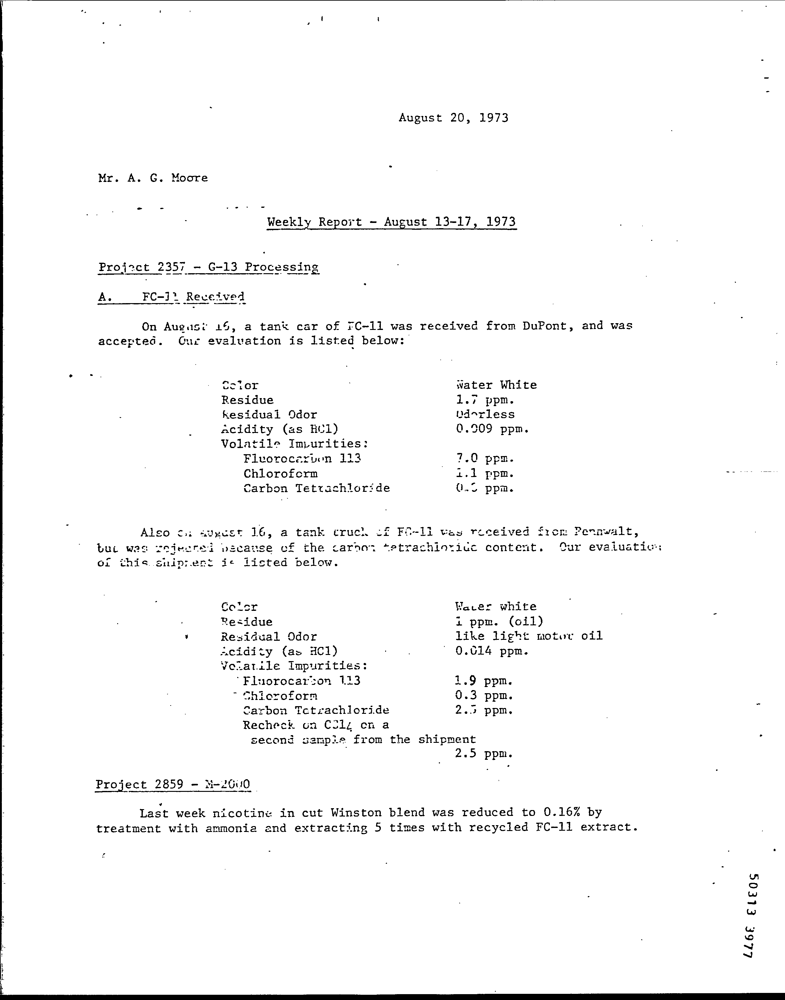 August 20, 1973
Mr. A. G. Moore
Weekly Report - August 13-17, 1973
Project 2357 - G-13 Processing
A. FC-11 Received
On August 16, a tank car of FC-11 was received from DuPont, and was
accepted. Our evaluation is listed below:
Color Water White
Residue 1.7 ppm.
Residual Odor Odorless
Acidity (as HCl) 0.009 ppm.
Volatile Impurities:
Fluorocarbon 113 7.0 ppm.
Chloroform 1.1 ppm.
Carbon Tetrachloride ppm.
Also on August 16, a tank truck of FC-11 was received from Pennwalt,
but was rejected because of the carbon tetrachloride content. Our evaluation
of this shipment is listed below.
Color Water white
Residue 1 ppm. (oil)
Residual Odor like light motor oil
Acidity (as HCl) 0.014 ppm.
Volatile Impurities:
Fluorocarbon 113 1.9 ppm.
Chloroform 0.3 ppm.
Carbon Tetrachloride 2.5 ppm.
Recheck on CCl4 on a
second sample from the shipment
2.5 ppm.
Project 2859 - M-2000
Last week nicotine in cut Winston blend was reduced to 0.16% by
treatment with ammonia and extracting 5 times with recycled FC-11 extract.
50313 3977